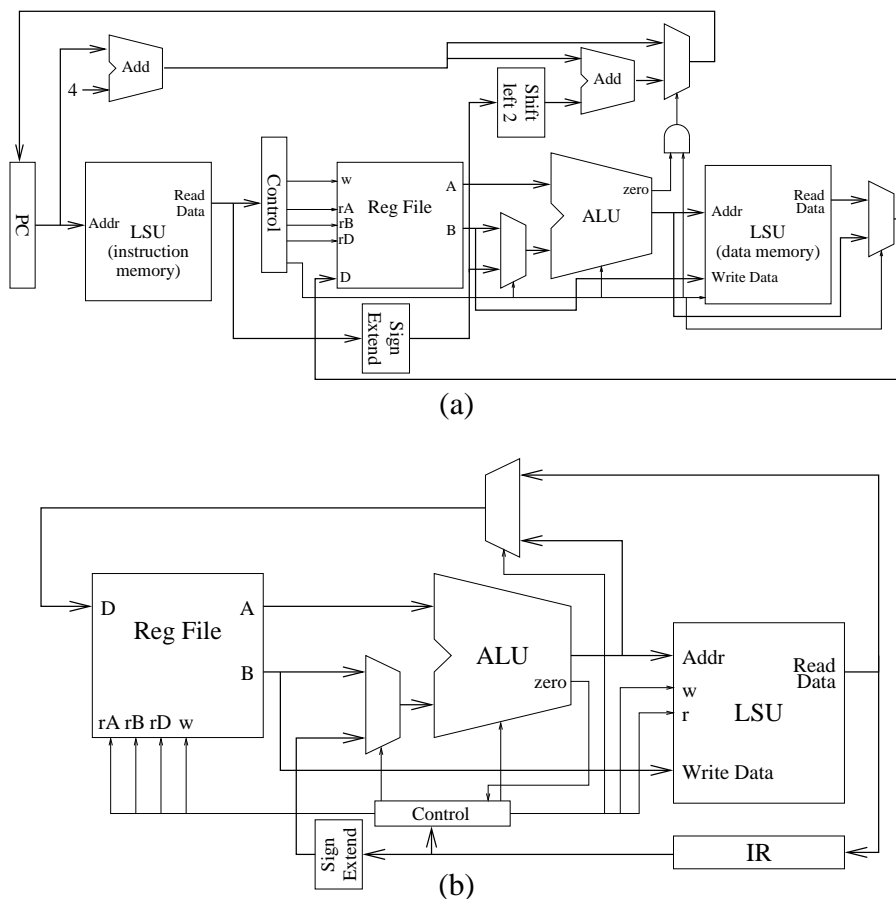 Add
4
Add
Shift
left 2
PC
Addr
Read
Data
LSU
(instruction
memory)
Control
w
rA
rB
rD
D
Reg File
A
B
Sign
Extend
ALU
zero
Addr
Read
Data
LSU
(data memory)
Write Data
(a)
D
A
Reg File
B
rA rB rD w
ALU
zero
Addr
Read
Data
w
r
LSU
Write Data
Control
Sign
Extend
IR
(b)